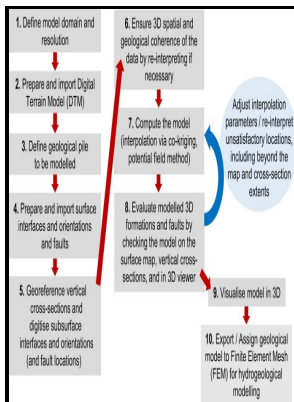 1. Define model domain and
resolution
2. Prepare and import Digital
Terrain Model (DTM)
3. Define geological pile
to be modelled
4. Prepare and import surface
interfaces and orientations
and faults
5. Georeference vertical
cross-sections and
digitise subsurface
interfaces and orientations
(and fault locations)
6. Ensure 3D spatial and
geological coherence of
the data by re-interpreting if
necessary
7. Compute the model
(interpolation via co-kriging,
potential field method)
8. Evaluate modelled 3D
formations and faults by
checking the model on the
surface map, vertical cross-
sections, and in 3D viewer
Adjust interpolation
parameters / re-interpret
unsatisfactory locations,
including beyond the
map and cross-section
extents
9. Visualise model in 3D
10. Export / Assign geological
model to Finite Element Mesh
(FEM) for hydrogeological
modelling